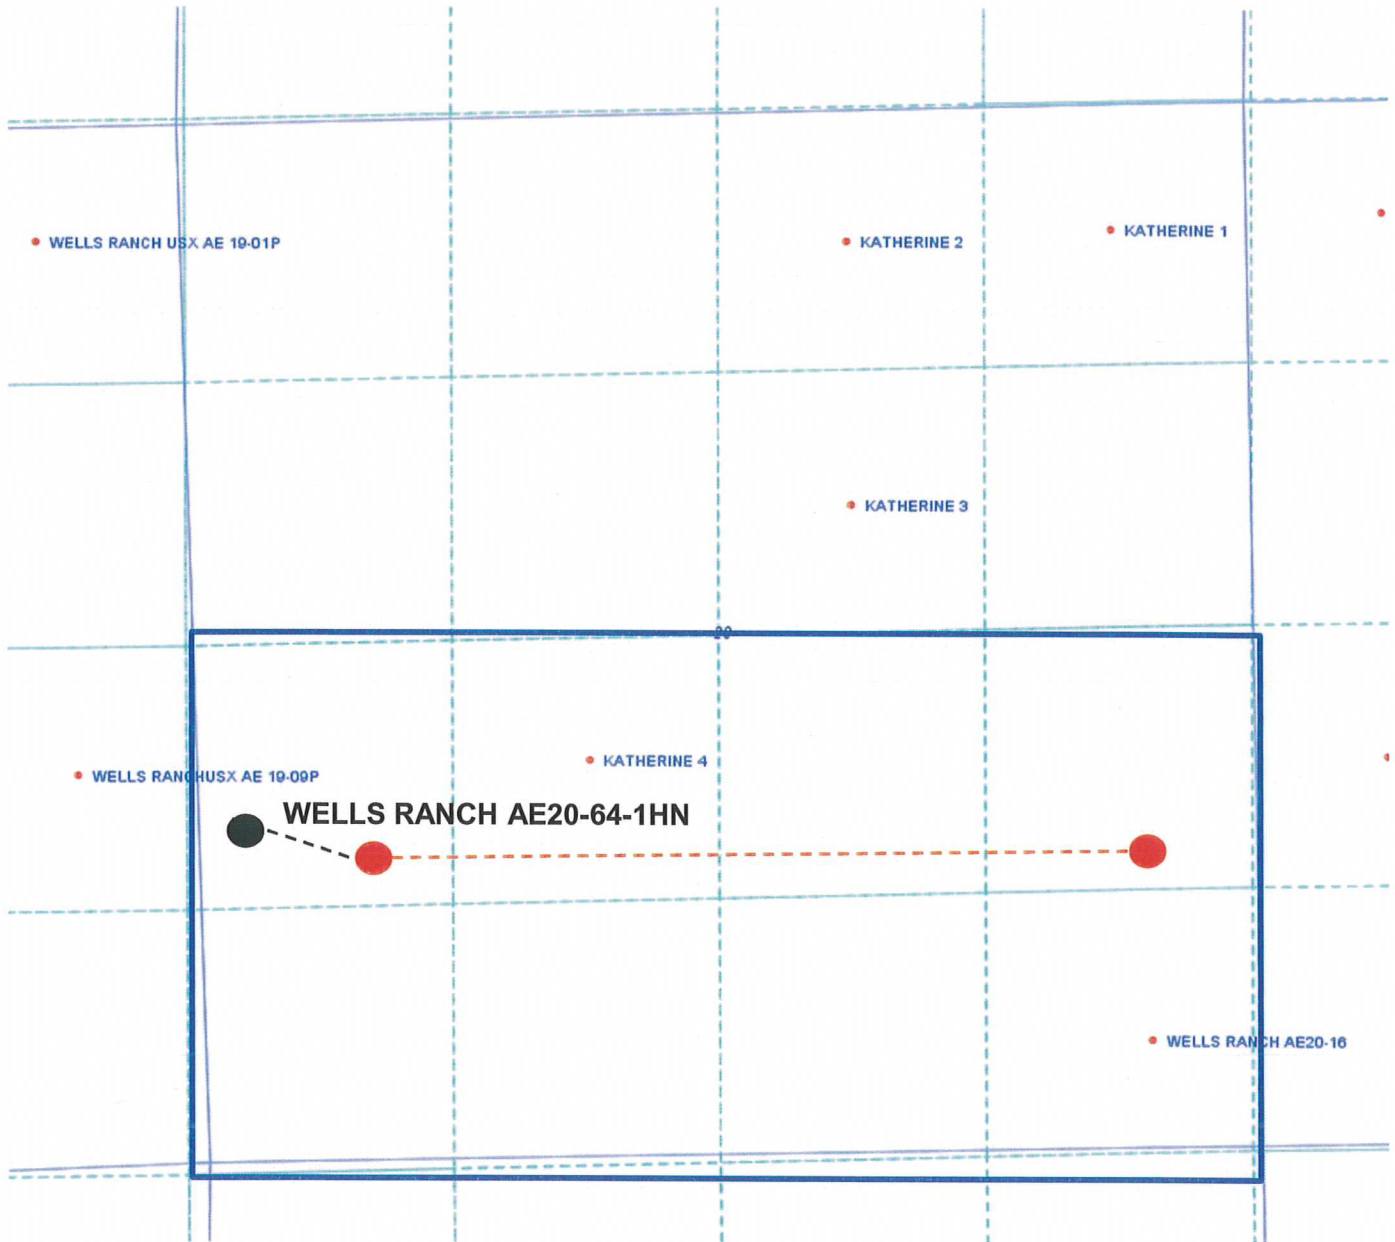 KATHERINE 1
WELLS RANCH USX AE 19-01P
KATHERINE 2
KATHERINE 3
20
KATHERINE 4
WELLS RANCHUSX AE 19-09P
WELLS RANCH AE20-64-1HN
WELLS RANCH AE20-16